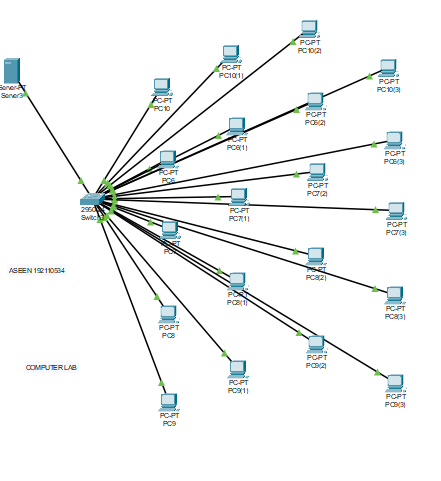 PC-PT
PC10(2)
PC-PT
PC10(1)
PC-PT
PC10(3)
Server-PT
Server3
PC-PT
PC10
PC-PT
PC6(2)
PC-PT
PC6(1)
PC-PT
PC6(3)
PC-PT
PC6
PC-PT
PC7(2)
2950
Switch
PC-PT
PC7(1)
PC-PT
PC7(3)
PC-PT
ASEEN 192110534
PC-PT
PC8(2)
PC-PT
PC8(1)
PC-PT
PC8(3)
PC-PT
PC8
PC-PT
PC9(2)
COMPUTER LAB
PC-PT
PC9(1)
PC-PT
PC9(3)
PC-PT
PC9